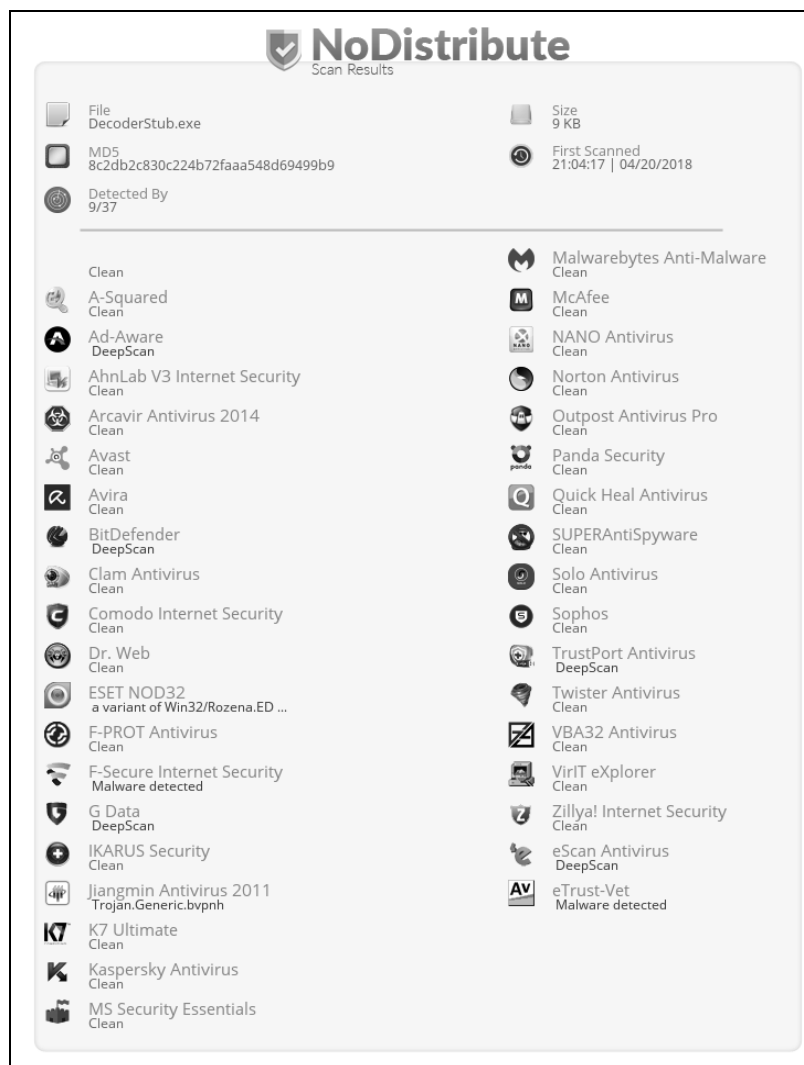 NoDistribute
Scan Results
File
DecoderStub.exe
Size
9 KB
MD5
8c2db2c830c224b72faaa548d69499b9
First Scanned
21:04:17 | 04/20/2018
Detected By
9/37
Clean
A-Squared
Clean
Ad-Aware
DeepScan
AhnLab V3 Internet Security
Clean
Arcavir Antivirus 2014
Clean
Avast
Clean
Avira
Clean
BitDefender
DeepScan
Clam Antivirus
Clean
Comodo Internet Security
Clean
Dr. Web
Clean
ESET NOD32
a variant of Win32/Rozena.ED ...
F-PROT Antivirus
Clean
F-Secure Internet Security
Malware detected
G Data
DeepScan
IKARUS Security
Clean
Jiangmin Antivirus 2011
Trojan.Generic.bvpnh
K7 Ultimate
Clean
Kaspersky Antivirus
Clean
MS Security Essentials
Clean
Malwarebytes Anti-Malware
Clean
McAfee
Clean
NANO Antivirus
Clean
Norton Antivirus
Clean
Outpost Antivirus Pro
Clean
Panda Security
Clean
Quick Heal Antivirus
Clean
SUPERAntiSpyware
Clean
Solo Antivirus
Clean
Sophos
Clean
TrustPort Antivirus
DeepScan
Twister Antivirus
Clean
VBA32 Antivirus
Clean
VirIT eXplorer
Clean
Zillya! Internet Security
Clean
eScan Antivirus
DeepScan
eTrust-Vet
Malware detected